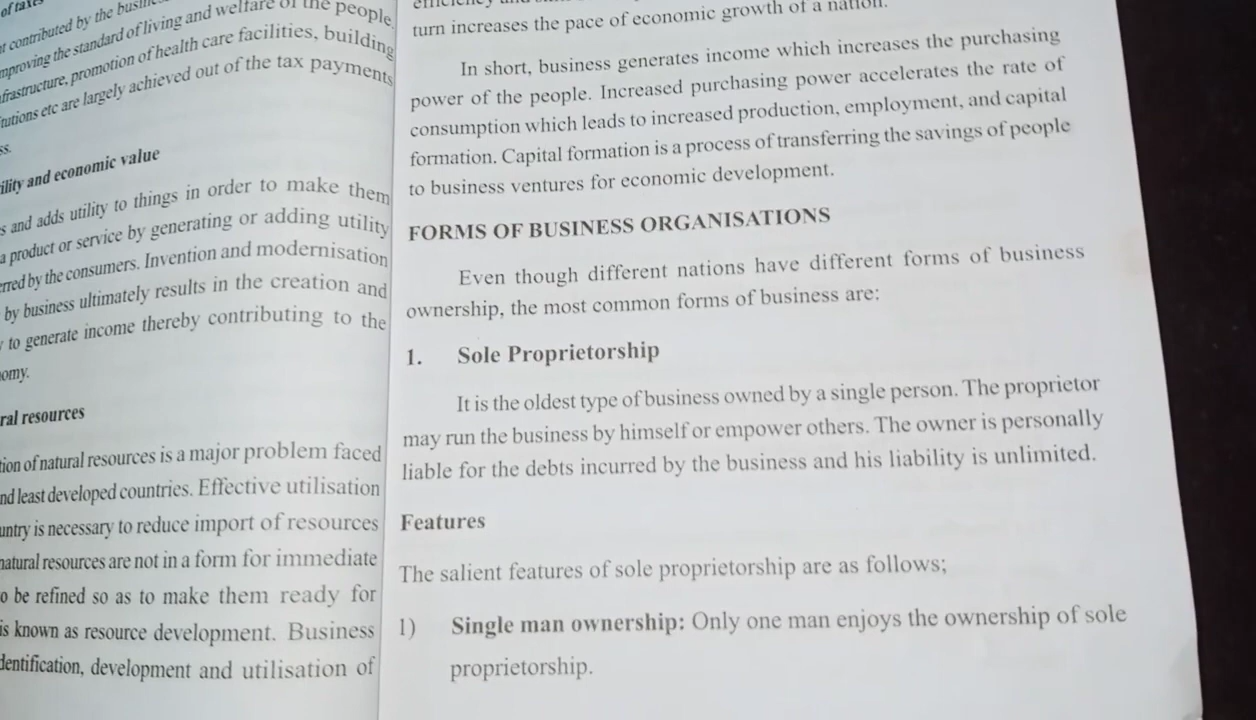 of taxes
contributed by the
improving the standard of living and welfare of the people,
infrastructure, promotion of health care facilities, building
etc are largely achieved out of the tax payments
utility and economic value
and adds utility to things in order to make them
a product or service by generating or adding utility
by the consumers. Invention and modernisation
by business ultimately results in the creation and
to generate income thereby contributing to the
resources
of natural resources is a major problem faced
least developed countries. Effective utilisation
is necessary to reduce import of resources
natural resources are not in a form for immediate
be refined so as to make them ready for
is known as resource development. Business
identification, development and utilisation of
turn increases the pace of economic growth of a nation.
In short, business generates income which increases the purchasing
power of the people. Increased purchasing power accelerates the rate of
consumption which leads to increased production, employment, and capital
formation. Capital formation is a process of transferring the savings of people
to business ventures for economic development.
FORMS OF BUSINESS ORGANISATIONS
Even though different nations have different forms of business
ownership, the most common forms of business are:
1. Sole Proprietorship
It is the oldest type of business owned by a single person. The proprietor
may run the business by himself or empower others. The owner is personally
liable for the debts incurred by the business and his liability is unlimited.
Features
The salient features of sole proprietorship are as follows;
1) Single man ownership: Only one man enjoys the ownership of sole
proprietorship.